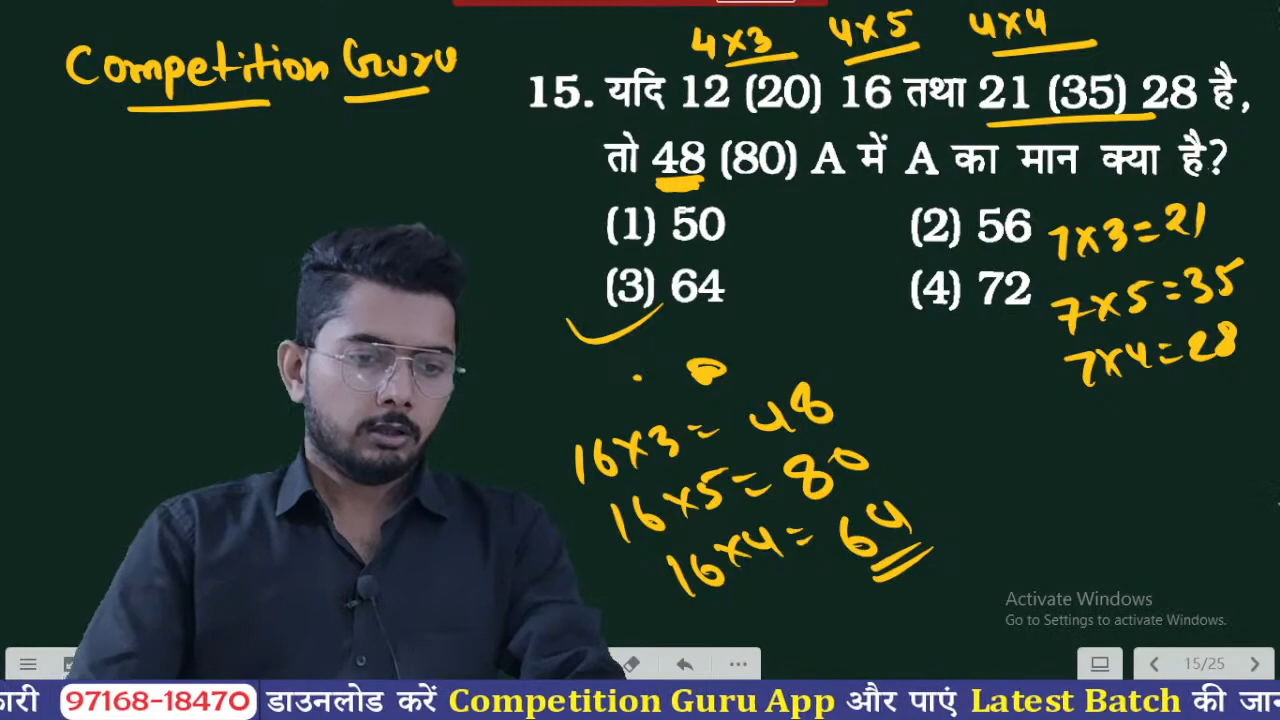 4×3 4×5 4×4
Competition Guru
15. यदि 12 (20) 16 तथा 21 (35) 28 है,
तो 48 (80) A में A का मान क्या है?
(1) 50 (2) 56
(3) 64 (4) 72
7×3=21
7×5=35
7×4=28
16×3= 48
16×5= 80
16×4= 64
Activate Windows
Go to Settings to activate Windows.
15/25
कारी 97168-18470 डाउनलोड करें Competition Guru App और पाएं Latest Batch की